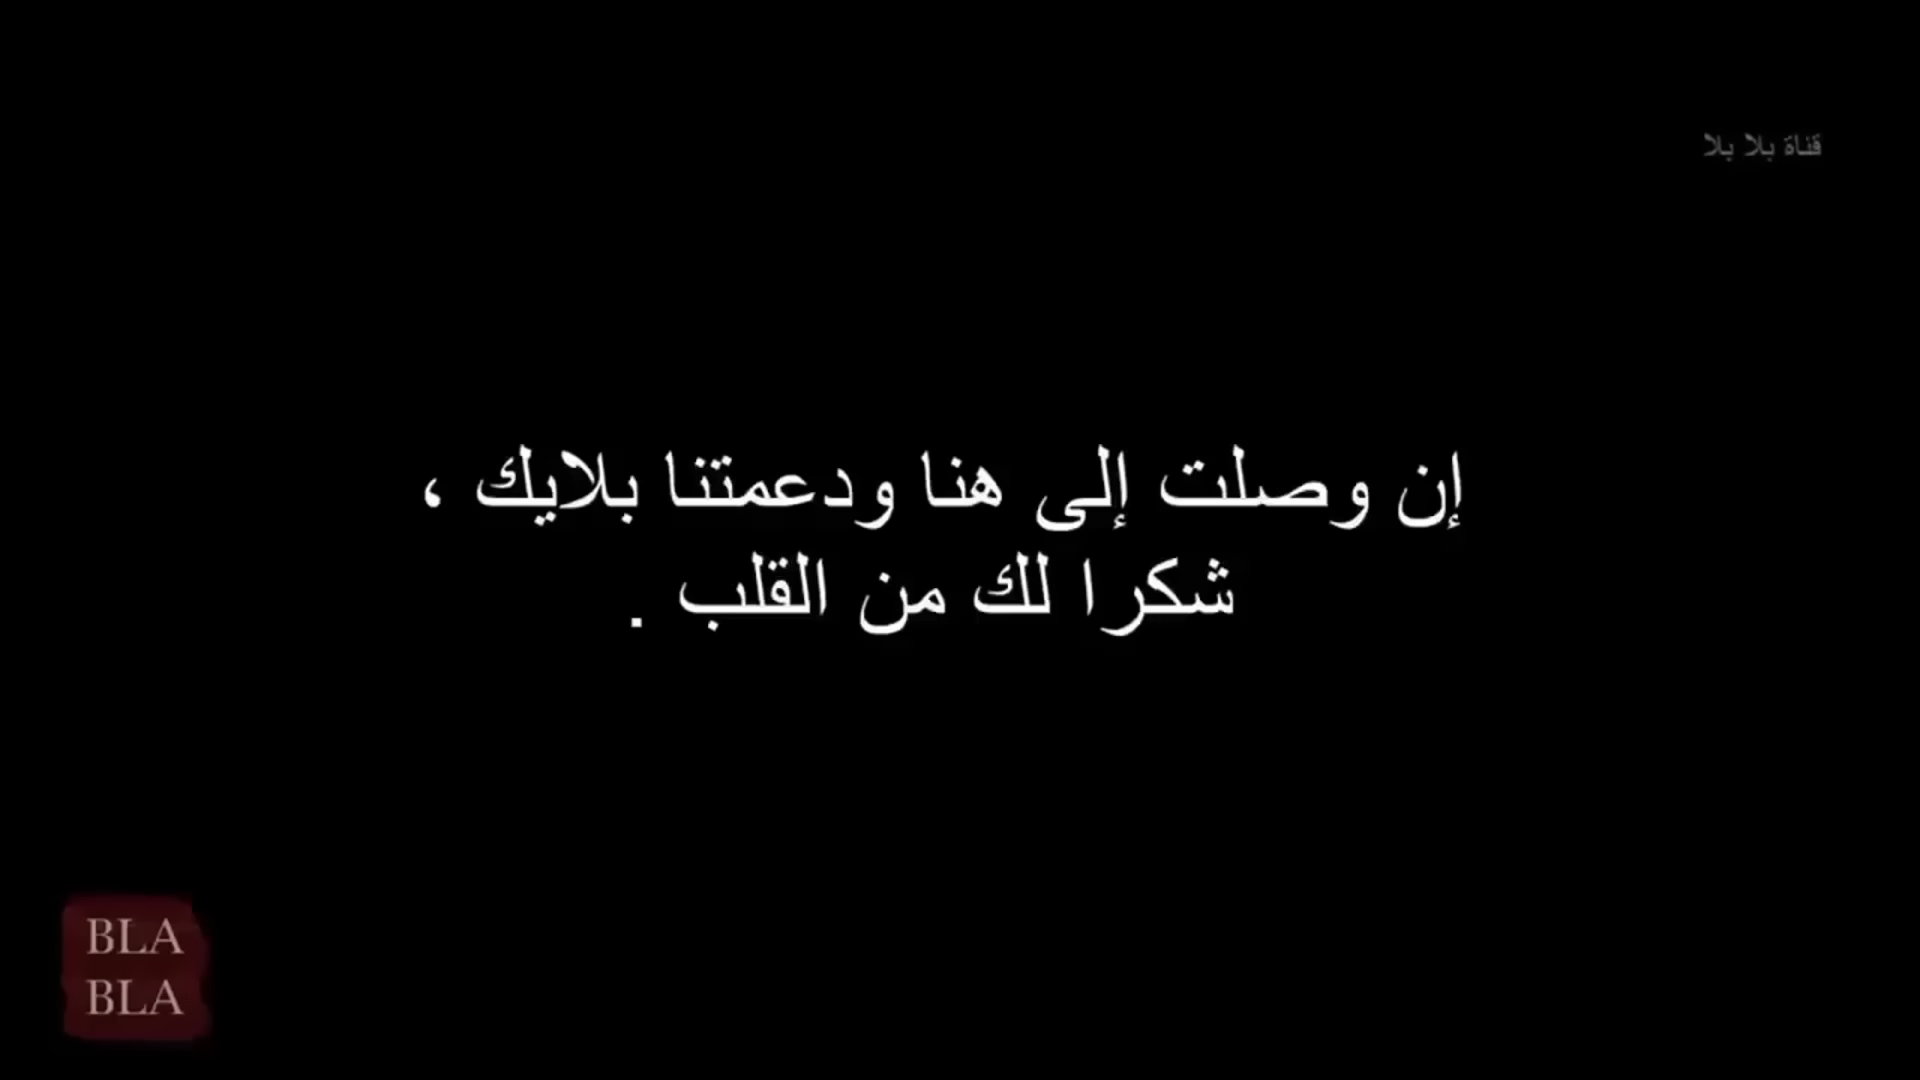 قناة بلا بلا
إن وصلت إلى هنا ودعمتنا بلايك ،
شكرا لك من القلب .
BLA
BLA